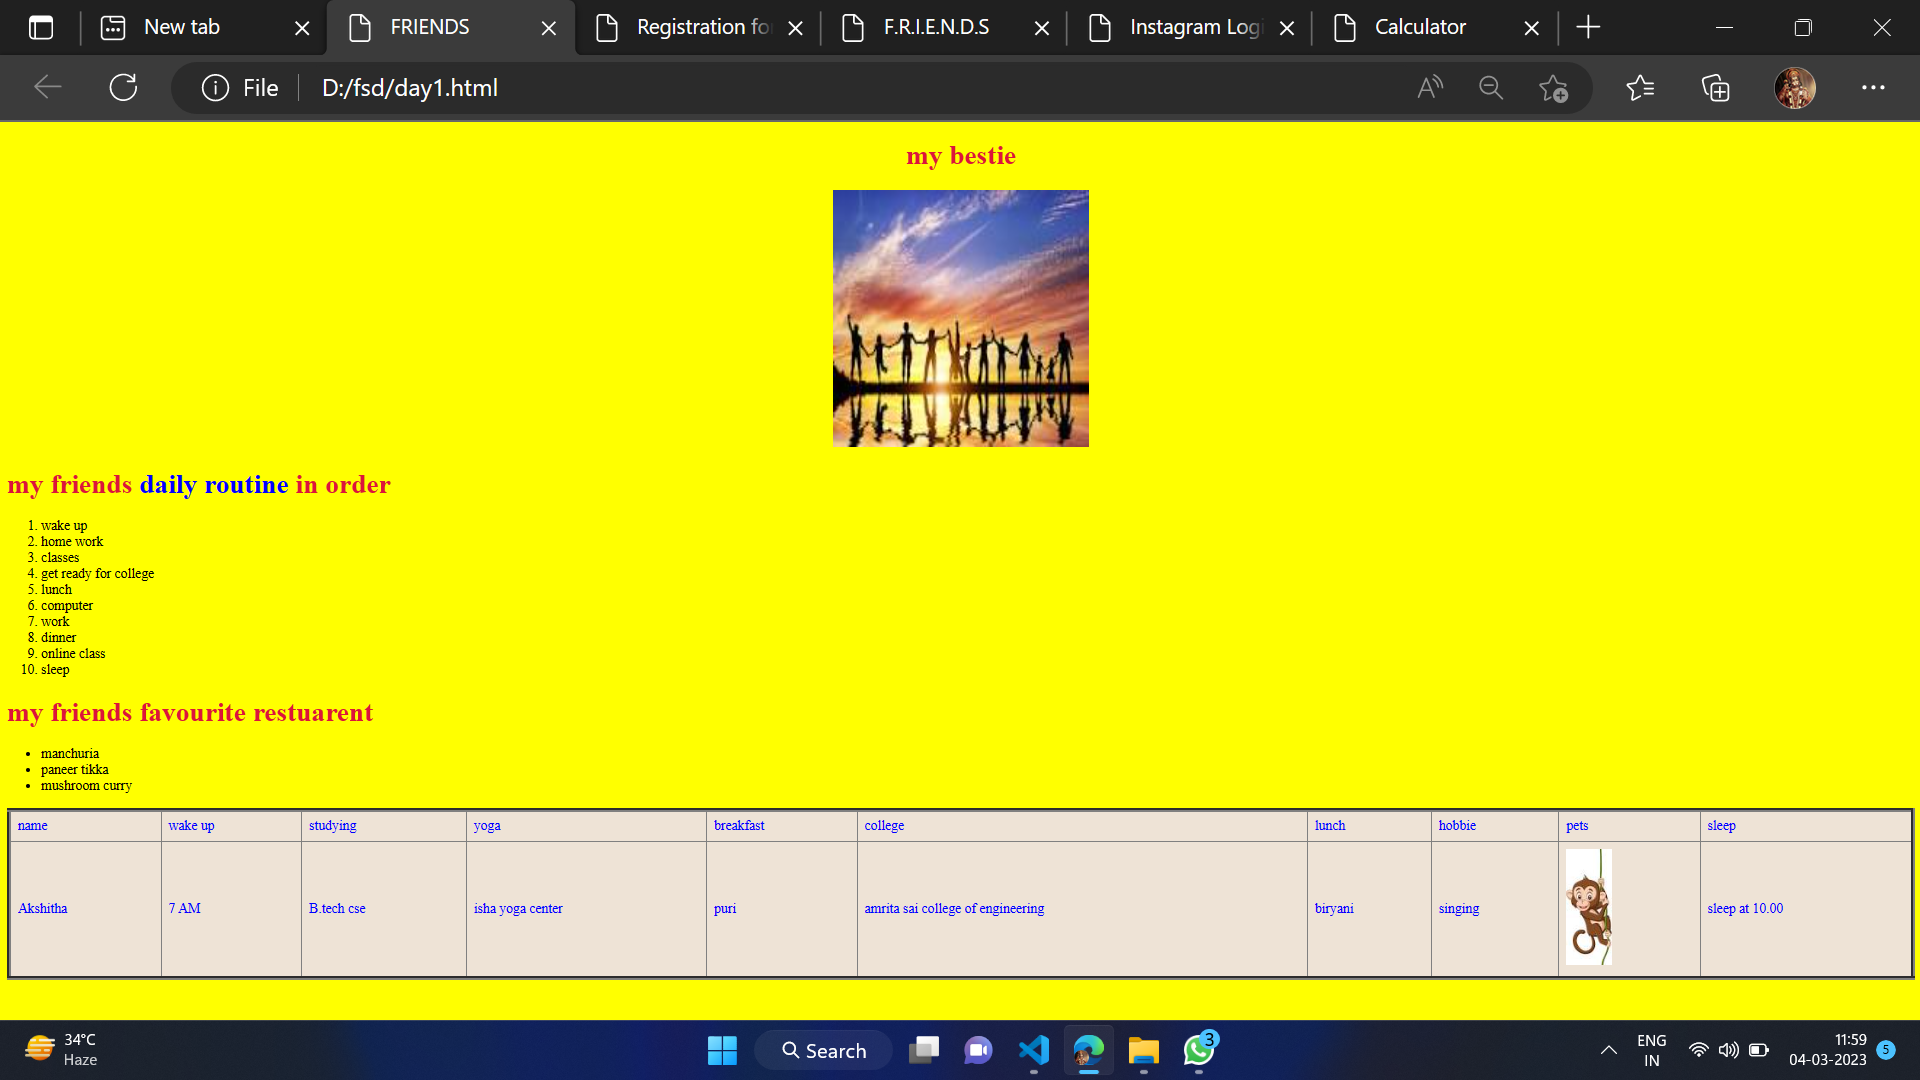 New tab
FRIENDS
Registration fo
F.R.I.E.N.D.S
Instagram Logi
Calculator
File
D:/fsd/day1.html
my bestie
my friends daily routine in order
1. wake up
2. home work
3. classes
4. get ready for college
5. lunch
6. computer
7. work
8. dinner
9. online class
10. sleep
my friends favourite restuarent
• manchuria
• paneer tikka
• mushroom curry
name wake up studying yoga breakfast college lunch hobbie pets sleep
Akshitha 7 AM B.tech cse isha yoga center puri amrita sai college of engineering biryani singing sleep at 10.00
34°C
Haze
Search
3
ENG
IN
11:59
04-03-2023
5